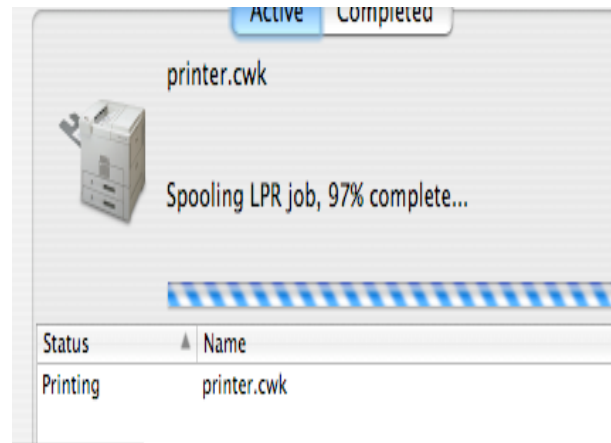 Active Completed
printer.cwk
Spooling LPR job, 97% complete...
Status Name
Printing printer.cwk